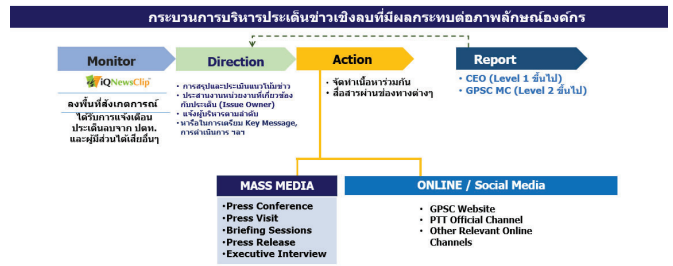 กระบวนการบริหารประเด็นข่าวเชิงลบที่มีผลกระทบต่อภาพลักษณ์องค์กร
Monitor
iQNewsClip
ลงพื้นที่สังเกตการณ์
ได้รับการแจ้งเตือน
ประเด็นลบจาก ปตท.
และผู้มีส่วนได้เสียอื่นๆ
Direction
• การสรุปและประเมินแนวโน้มข่าว
• ประสานงานหน่วยงานที่เกี่ยวข้อง
กับประเด็น (Issue Owner)
• แจ้งผู้บริหารตามลำดับ
• หารือในการเตรียม Key Message,
การดำเนินการ ฯลฯ
Action
• จัดทำเนื้อหาร่วมกัน
• สื่อสารผ่านช่องทางต่างๆ
Report
• CEO (Level 1 ขึ้นไป)
• GPSC MC (Level 2 ขึ้นไป)
MASS MEDIA
•Press Conference
•Press Visit
•Briefing Sessions
•Press Release
•Executive Interview
ONLINE / Social Media
• GPSC Website
• PTT Official Channel
• Other Relevant Online
Channels